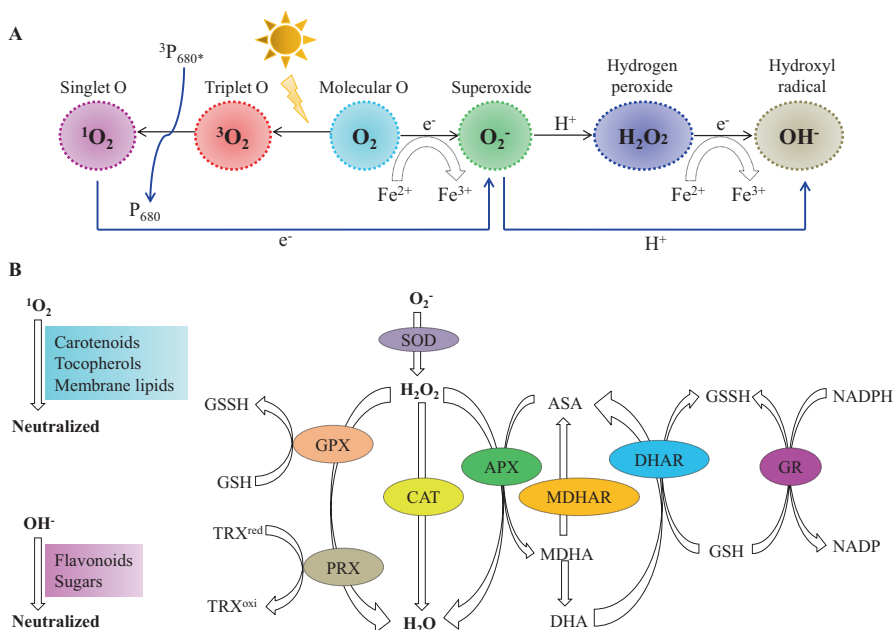 A
³P₆₈₀*
Singlet O
Triplet O
Molecular O
Superoxide
Hydrogen
peroxide
Hydroxyl
radical
¹O₂
³O₂
O₂
e⁻
O₂⁻
H⁺
H₂O₂
e⁻
OH⁻
Fe²⁺
Fe³⁺
Fe²⁺
Fe³⁺
P₆₈₀
e⁻
H⁺
B
¹O₂
Carotenoids
Tocopherols
Membrane lipids
Neutralized
OH⁻
Flavonoids
Sugars
Neutralized
O₂⁻
SOD
H₂O₂
GSSH
ASA
GSSH
NADPH
GPX
APX
DHAR
GR
GSH
CAT
MDHAR
TRXʳᵉᵈ
MDHA
GSH
NADP
PRX
TRXᵒˣⁱ
H₂O
DHA